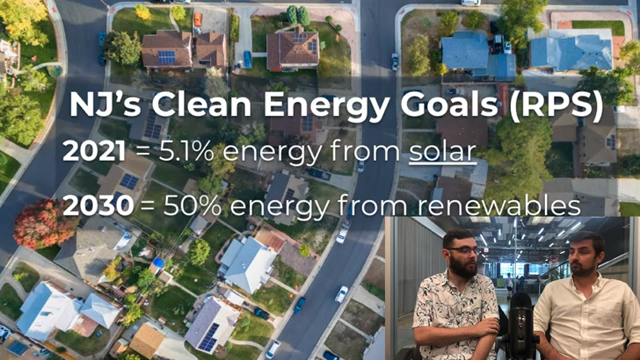 NJ's Clean Energy Goals (RPS)
2021 = 5.1% energy from solar
2030 = 50% energy from renewables